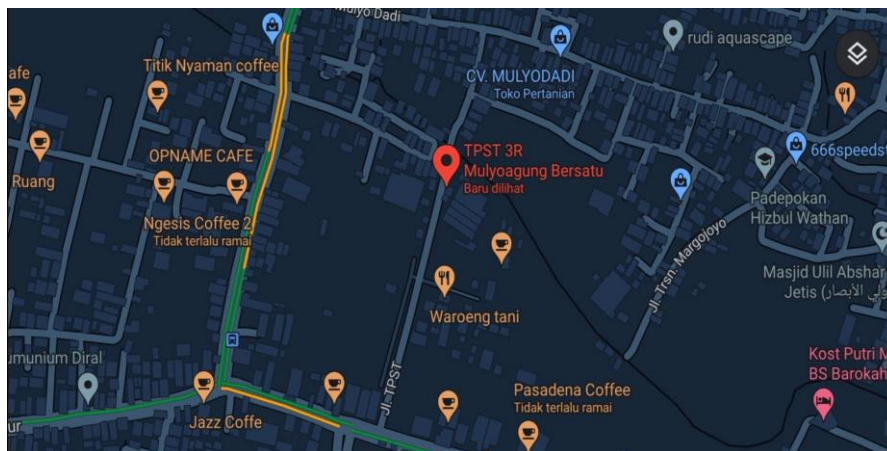 Mulyo Dadi
rudi aquascape
Titik Nyaman coffee
CV. MULYODADI
Toko Pertanian
afe
TPST 3R
Mulyoagung Bersatu
Baru dilihat
OPNAME CAFE
666speedst
Ruang
Padepokan
Hizbul Wathan
Ngesis Coffee 2
Tidak terlalu ramai
Jl. Trsn. Margojoyo
Masjid Ulil Abshar
Jetis (ولي الأبصار
Waroeng tani
umunium Diral
Kost Putri M
BS Barokah
Jl. TPST
Pasadena Coffee
Tidak terlalu ramai
Jazz Coffe
ur